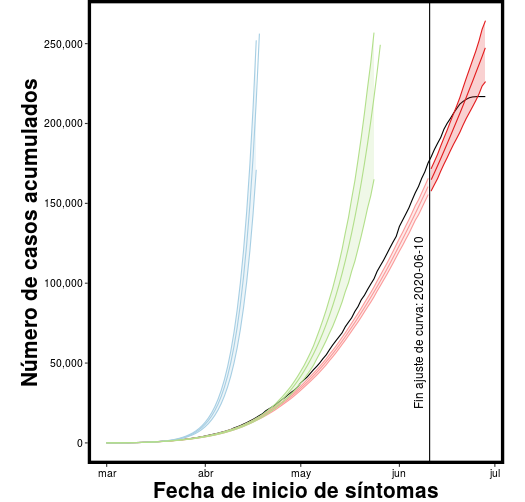 Número de casos acumulados
250,000
200,000
150,000
100,000
50,000
0
Fin ajuste de curva: 2020-06-10
mar
abr
may
jun
jul
Fecha de inicio de síntomas